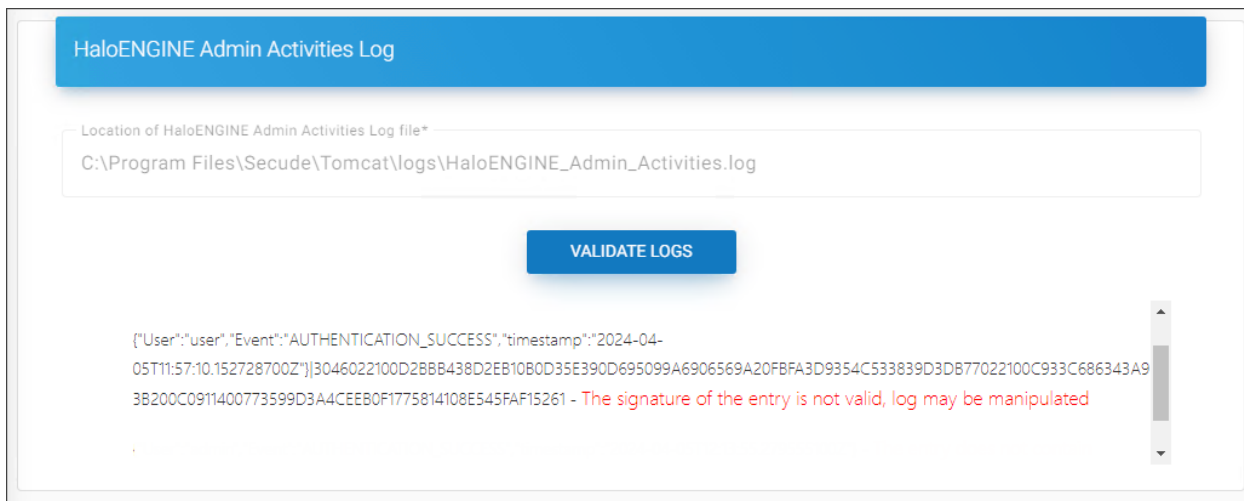 HaloENGINE Admin Activities Log
Location of HaloENGINE Admin Activities Log file*
C:\Program Files\Secude\Tomcat\logs\HaloENGINE_Admin_Activities.log
VALIDATE LOGS
{"User":"user","Event":"AUTHENTICATION_SUCCESS","timestamp":"2024-04-
05T11:57:10.152728700Z"}|3046022100D2BBB438D2EB10B0D35E390D695099A6906569A20FBFA3D9354C533839D3DB77022100C933C686343A9
3B200C0911400773599D3A4CEEB0F1775814108E545FAF15261 - The signature of the entry is not valid, log may be manipulated